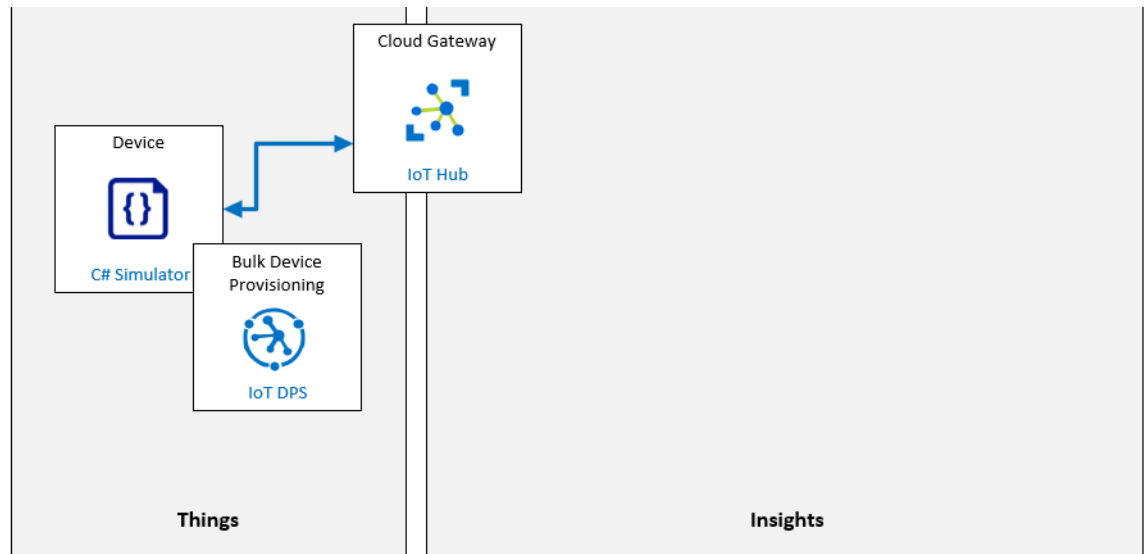 Cloud Gateway
IoT Hub
Device
{}
C# Simulator
Bulk Device
Provisioning
IoT DPS
Things
Insights